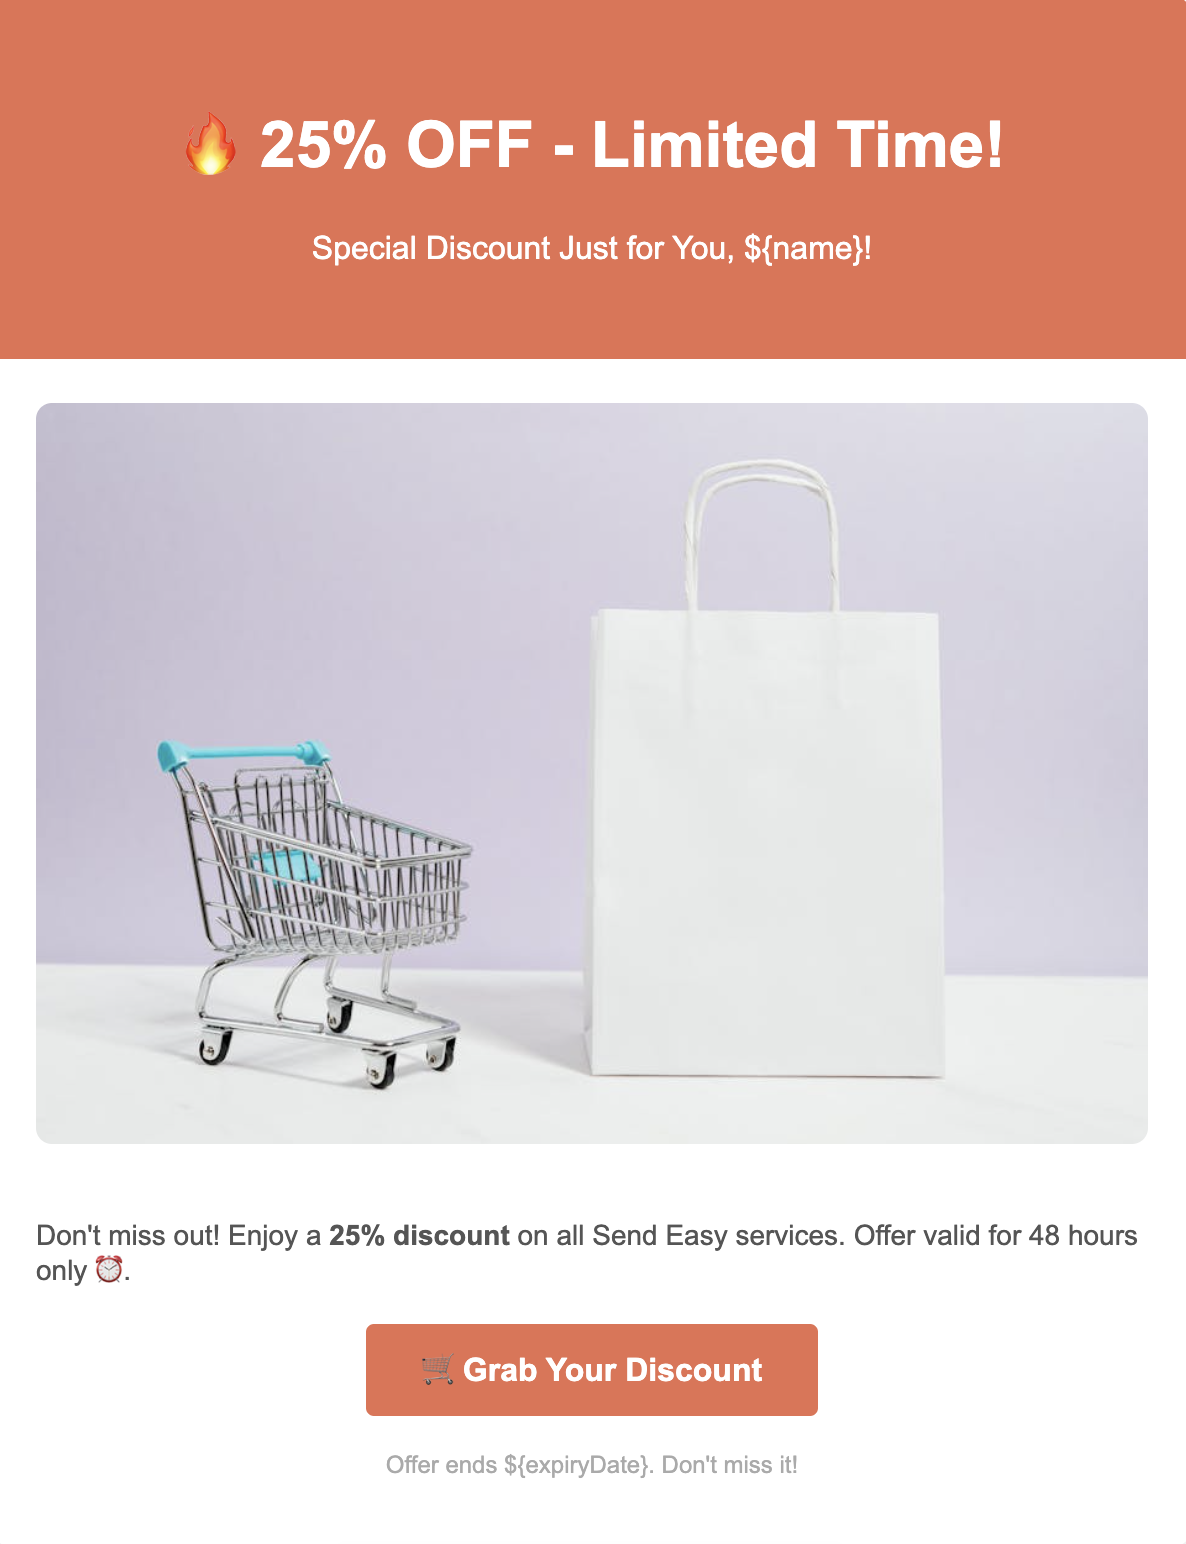 🔥 25% OFF - Limited Time!
Special Discount Just for You, ${name}!
Don't miss out! Enjoy a 25% discount on all Send Easy services. Offer valid for 48 hours
only ⏰.
🛒 Grab Your Discount
Offer ends ${expiryDate}. Don't miss it!